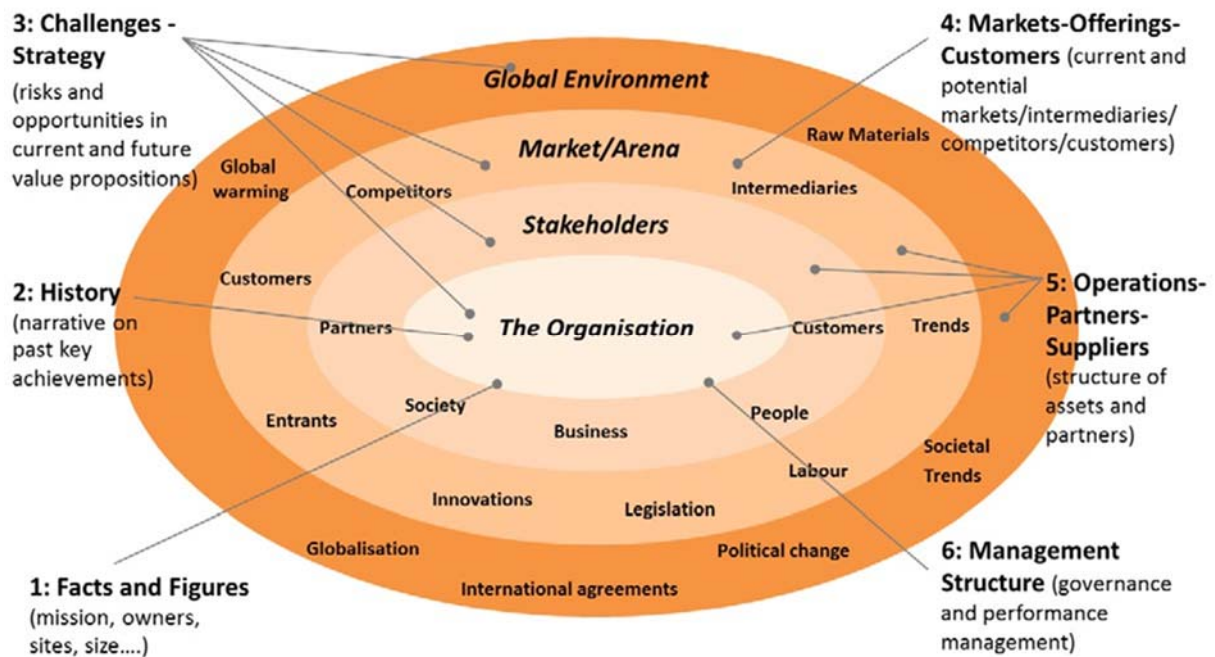 3: Challenges -
Strategy
(risks and
opportunities in
current and future
value propositions)
4: Markets-Offerings-
Customers (current and
potential
markets/intermediaries/
competitors/customers)
Global Environment
Raw Materials
Market/Arena
Global
warming
Competitors
Intermediaries
Stakeholders
Customers
2: History
(narrative on
past key
achievements)
Partners
The Organisation
Customers
Trends
5: Operations-
Partners-
Suppliers
(structure of
assets and
partners)
Entrants
Society
Business
People
Societal
Trends
Labour
Innovations
Legislation
Globalisation
Political change
International agreements
1: Facts and Figures
(mission, owners,
sites, size....)
6: Management
Structure (governance
and performance
management)